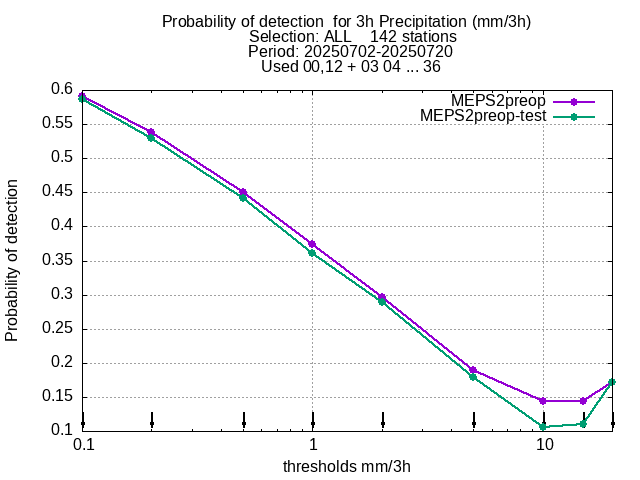 Probability of detection  for 3h Precipitation (mm/3h)
Selection: ALL    142 stations
Period: 20250702-20250720
Used 00,12 + 03 04 ... 36
MEPS2preop
MEPS2preop-test
Probability of detection
0.6
0.55
0.5
0.45
0.4
0.35
0.3
0.25
0.2
0.15
0.1
0.1 1 10
thresholds mm/3h